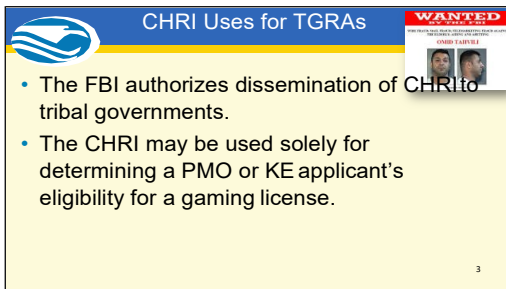 CHRI Uses for TGRAs
WANTED
BY THE FBI
OMID TAHVILI
• The FBI authorizes dissemination of CHRI to
tribal governments.
• The CHRI may be used solely for
determining a PMO or KE applicant's
eligibility for a gaming license.
3